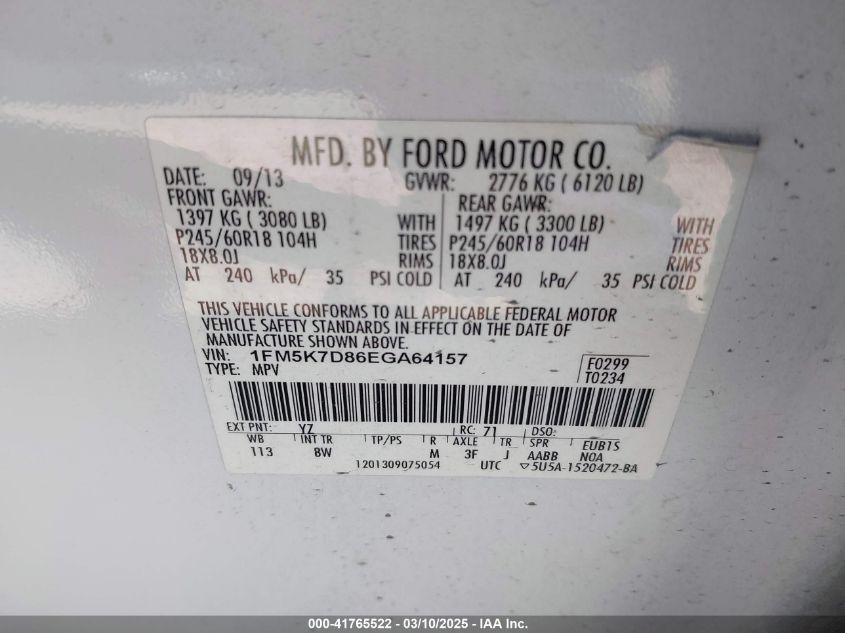 MFD. BY FORD MOTOR CO.
DATE: 09/13 GVWR: 2776 KG ( 6120 LB)
FRONT GAWR: REAR GAWR:
1397 KG ( 3080 LB) WITH 1497 KG ( 3300 LB) WITH
P245/60R18 104H TIRES P245/60R18 104H TIRES
18X8.0J RIMS 18X8.0J RIMS
AT 240 kPa/ 35 PSI COLD AT 240 kPa/ 35 PSI COLD
THIS VEHICLE CONFORMS TO ALL APPLICABLE FEDERAL MOTOR
VEHICLE SAFETY STANDARDS IN EFFECT ON THE DATE OF
MANUFACTURE SHOWN ABOVE.
VIN: 1FM5K7D86EGA64157 F0299
TYPE: MPV T0234
EXT PNT: YZ RC: 71 DSO:
WB INT TR TP/PS R AXLE TR SPR EUB1S
113 8W M 3F J AABB NOA
1201309075054 UTC ▽5U5A-1520472-BA
000-41765522 - 03/10/2025 - IAA Inc.